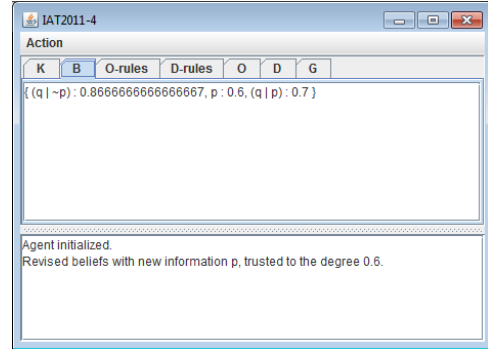 IAT2011-4
Action
K B O-rules D-rules O D G
{ (q | ~p) : 0.8666666666666667, p : 0.6, (q | p) : 0.7 }
Agent initialized.
Revised beliefs with new information p, trusted to the degree 0.6.